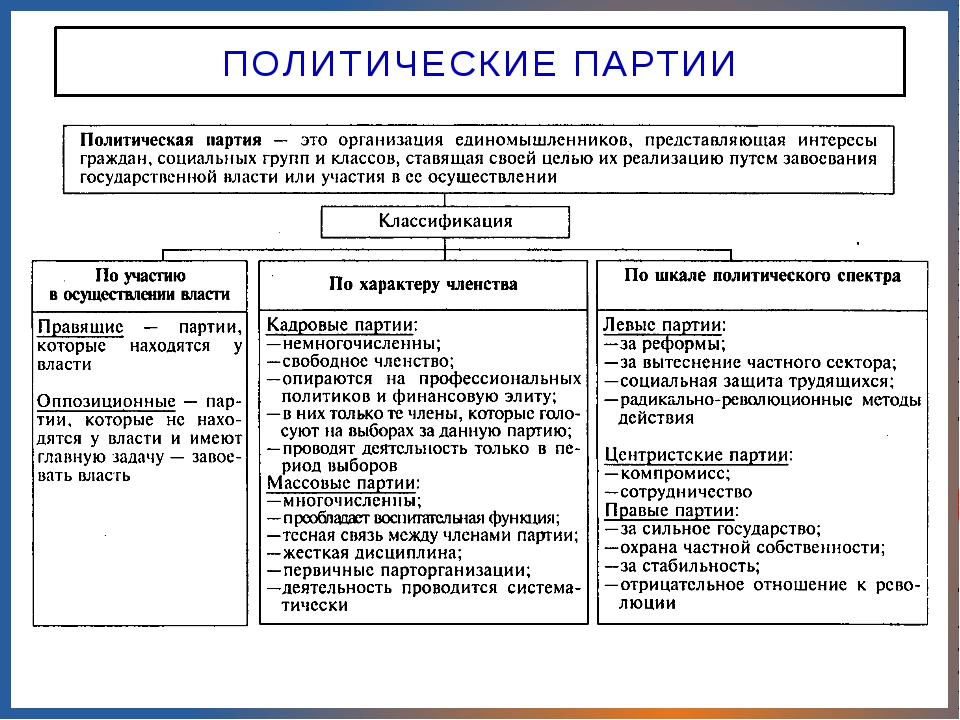 ПОЛИТИЧЕСКИЕ ПАРТИИ
Политическая партия — это организация единомышленников, представляющая интересы
граждан, социальных групп и классов, ставящая своей целью их реализацию путем завоевания
государственной власти или участия в ее осуществлении
Классификация
По участию
в осуществлении власти
Правящие — партии,
которые находятся у
власти
Оппозиционные — пар-
тии, которые не нахо-
дятся у власти и имеют
главную задачу — завое-
вать власть
По характеру членства
Кадровые партии:
—немногочисленны;
—свободное членство;
—опираются на профессиональных
политиков и финансовую элиту;
—в них только те члены, которые голо-
суют на выборах за данную партию;
—проводят деятельность только в пе-
риод выборов
Массовые партии:
—многочисленны;
—преобладает воспитательная функция;
—тесная связь между членами партии;
—жесткая дисциплина;
—первичные парторганизации;
—деятельность проводится система-
тически
По шкале политического спектра
Левые партии:
—за реформы;
—за вытеснение частного сектора;
—социальная защита трудящихся;
—радикально-революционные методы
действия
Центристские партии:
—компромисс;
—сотрудничество
Правые партии:
—за сильное государство;
—охрана частной собственности;
—за стабильность;
—отрицательное отношение к рево-
люции